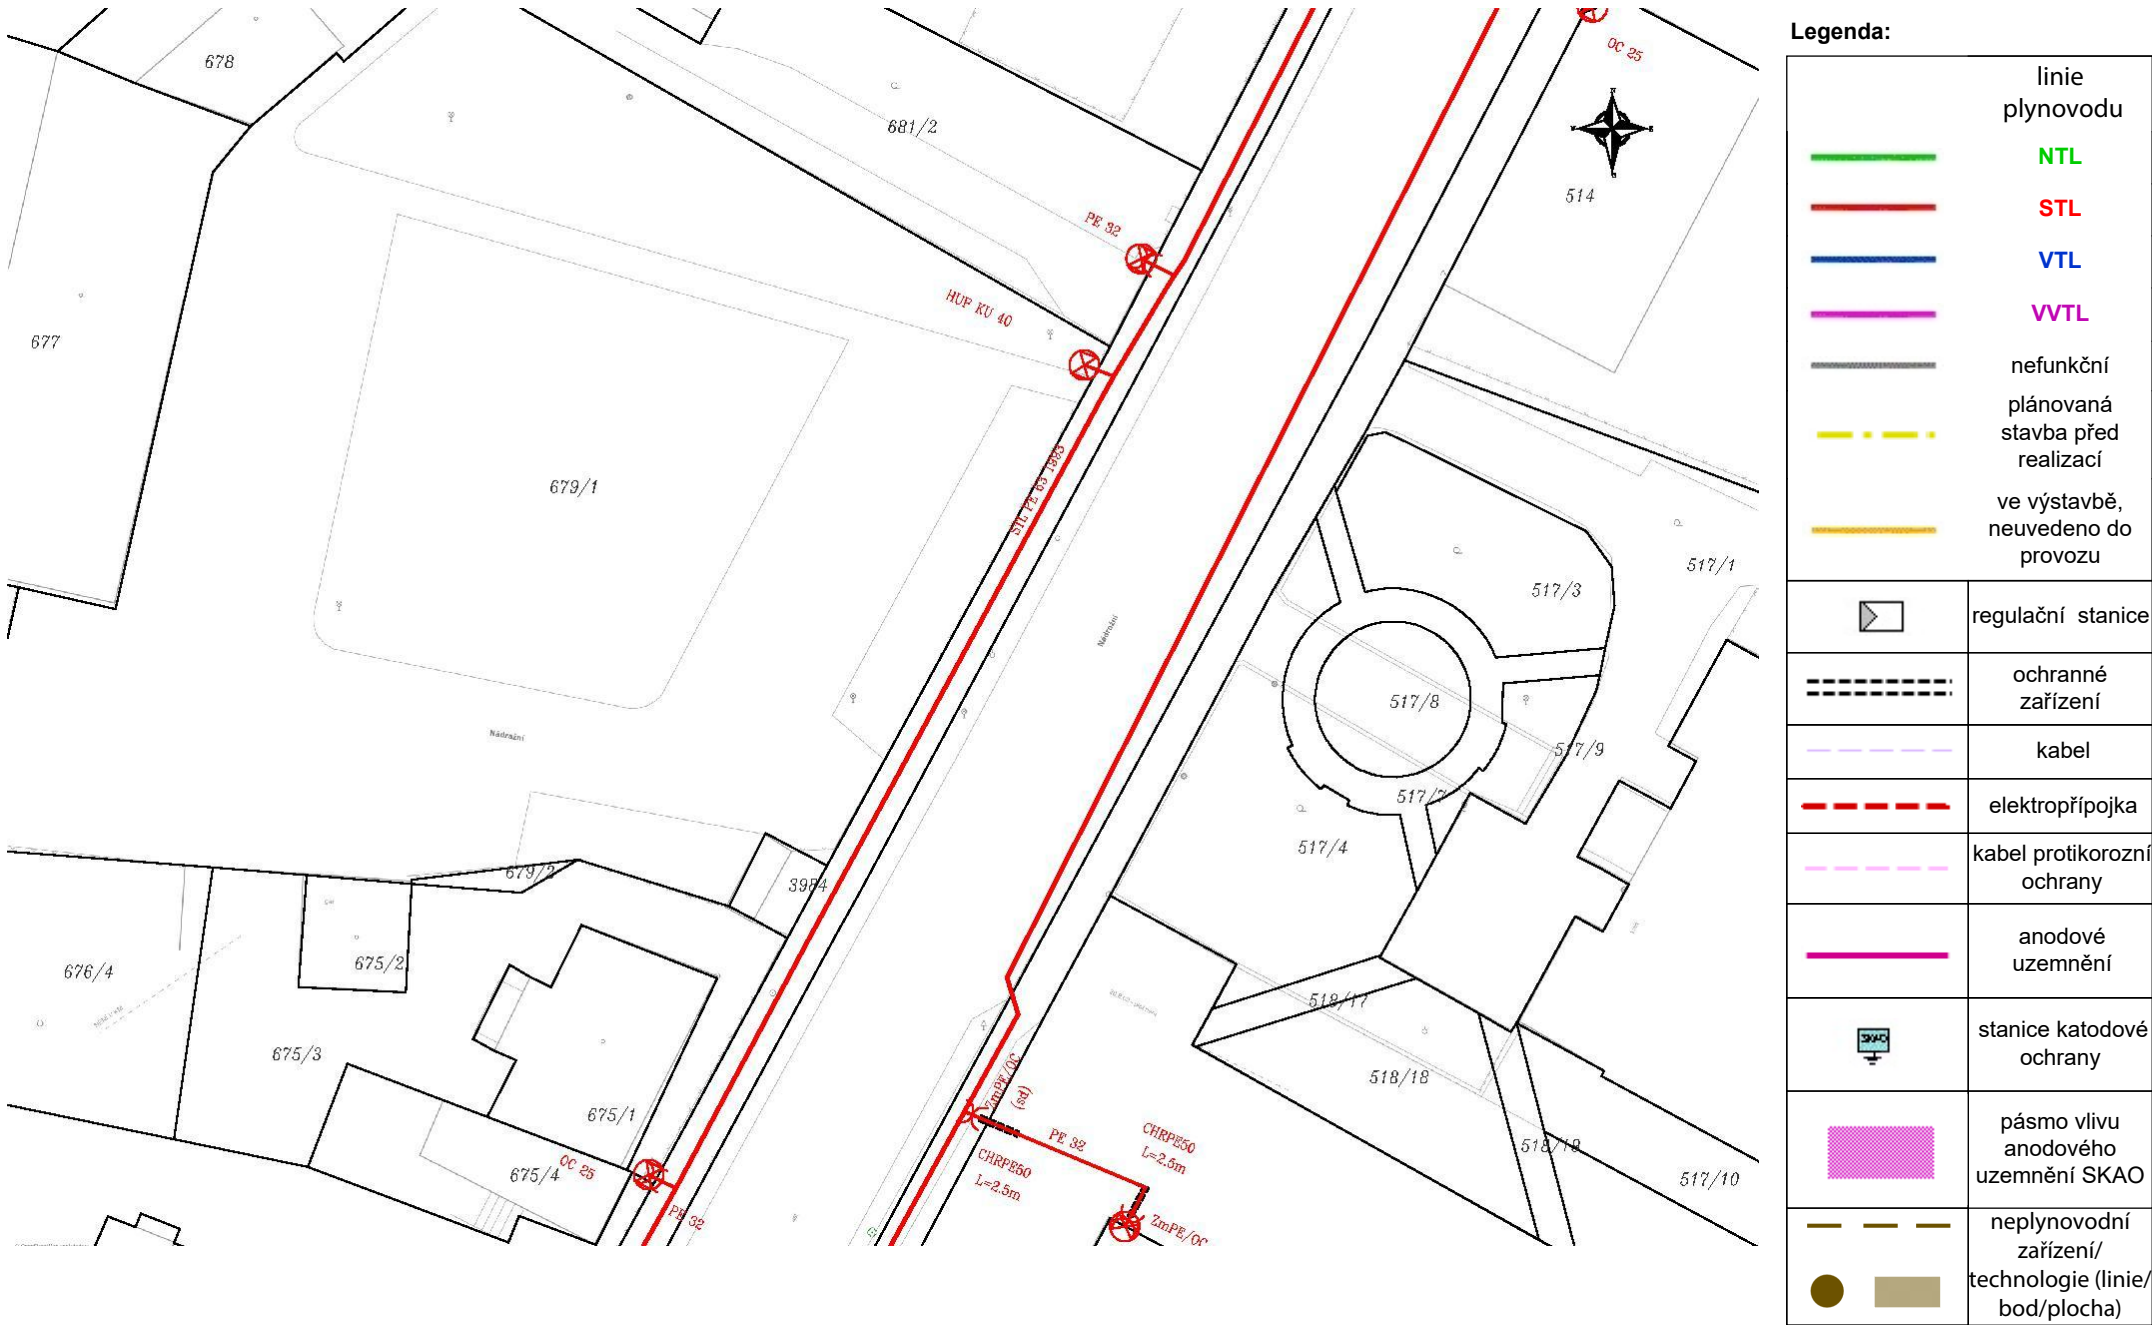 678
681/2
OC 25
514
PE 32
HUP KU 40
677
679/1
STL PE 63 1993
517/1
517/3
Nádražní
517/8
517/9
Nádražní
517/7
517/4
679/2
3984
676/4
675/2
518/17
675/3
ZmPE/OC
(sd)
518/18
675/1
PE 32
CHRPE50
L=2.5m
CHRPE50
L=2.5m
518/19
OC 25
675/4
517/10
PE 32
ZmPE/OC
Legenda:
linie
plynovodu
NTL
STL
VTL
VVTL
nefunkční
plánovaná
stavba před
realizací
ve výstavbě,
neuvedeno do
provozu
regulační stanice
ochranné
zařízení
kabel
elektropřípojka
kabel protikorozní
ochrany
anodové
uzemnění
SKAO
stanice katodové
ochrany
pásmo vlivu
anodového
uzemnění SKAO
neplynovodní
zařízení/
technologie (linie/
bod/plocha)